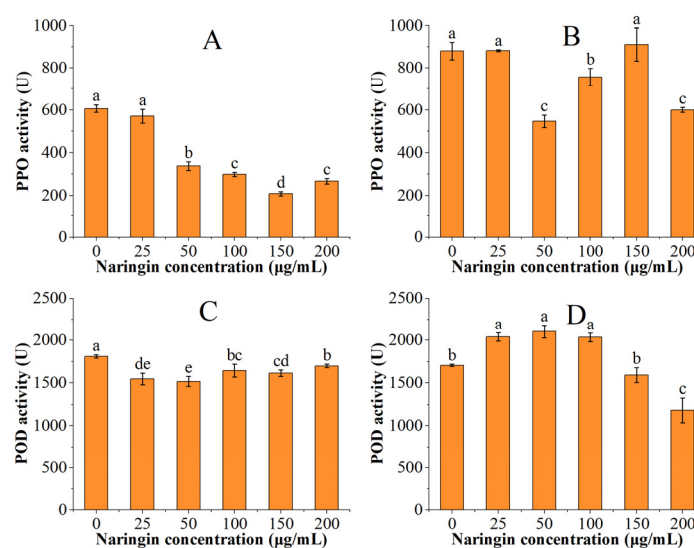 A
PPO activity (U)
1000
800
600
400
200
0
a
a
b
c
d
c
0 25 50 100 150 200
Naringin concentration (μg/mL)
B
PPO activity (U)
1000
800
600
400
200
0
a
a
c
b
a
c
0 25 50 100 150 200
Naringin concentration (μg/mL)
C
POD activity (U)
2500
2000
1500
1000
500
0
a
de
e
bc
cd
b
0 25 50 100 150 200
Naringin concentration (μg/mL)
D
POD activity (U)
2500
2000
1500
1000
500
0
b
a
a
a
b
c
0 25 50 100 150 200
Naringin concentration (μg/mL)